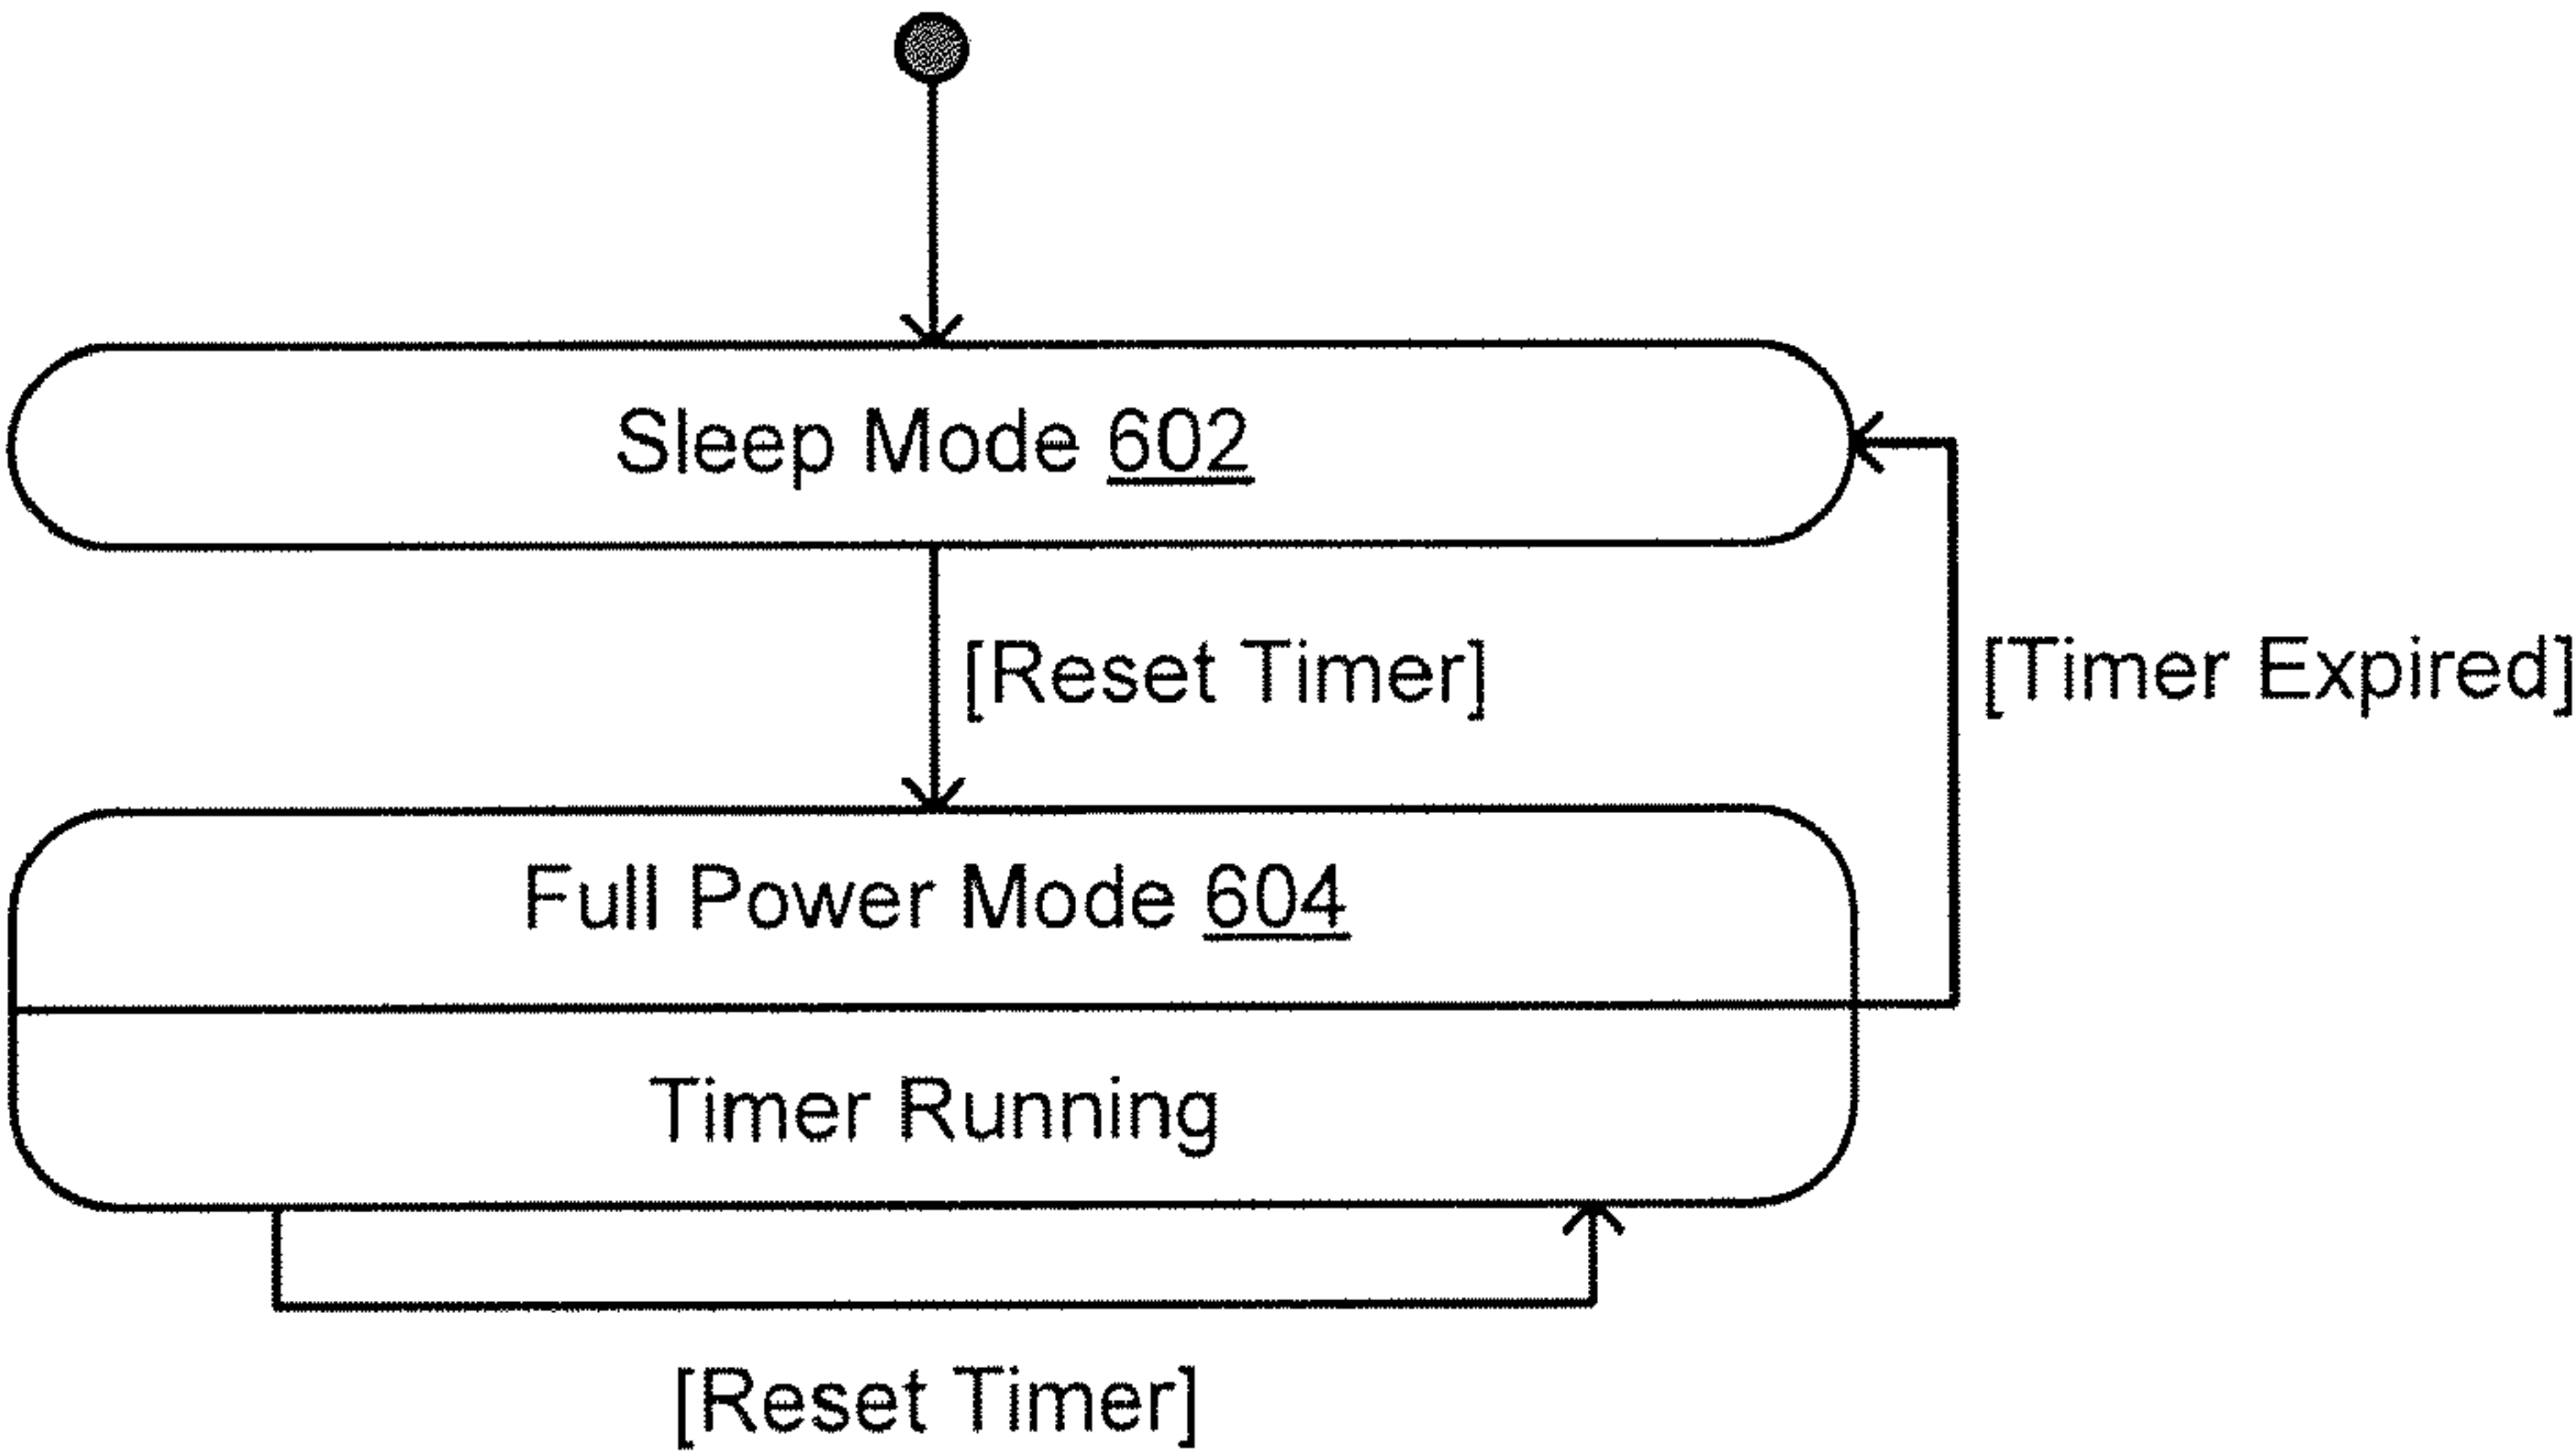 Sleep Mode 602
[Reset Timer]
[Timer Expired]
Full Power Mode 604
Timer Running
[Reset Timer]